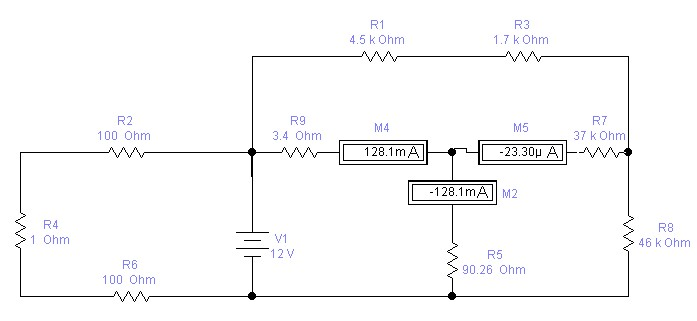 R1
4.5 k Ohm
R3
1.7 k Ohm
R2
100 Ohm
R9
3.4 Ohm
M4
128.1mA
M5
-23.30µA
R7
37 k Ohm
-128.1mA
M2
R4
1 Ohm
V1
12 V
R5
90.26 Ohm
R8
46 k Ohm
R6
100 Ohm